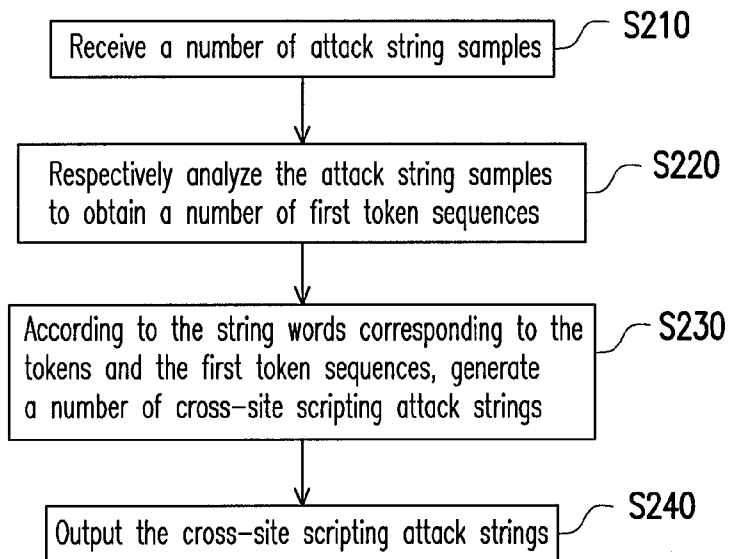 Receive a number of attack string samples
S210
Respectively analyze the attack string samples
to obtain a number of first token sequences
S220
According to the string words corresponding to the
tokens and the first token sequences, generate
a number of cross-site scripting attack strings
S230
Output the cross-site scripting attack strings
S240